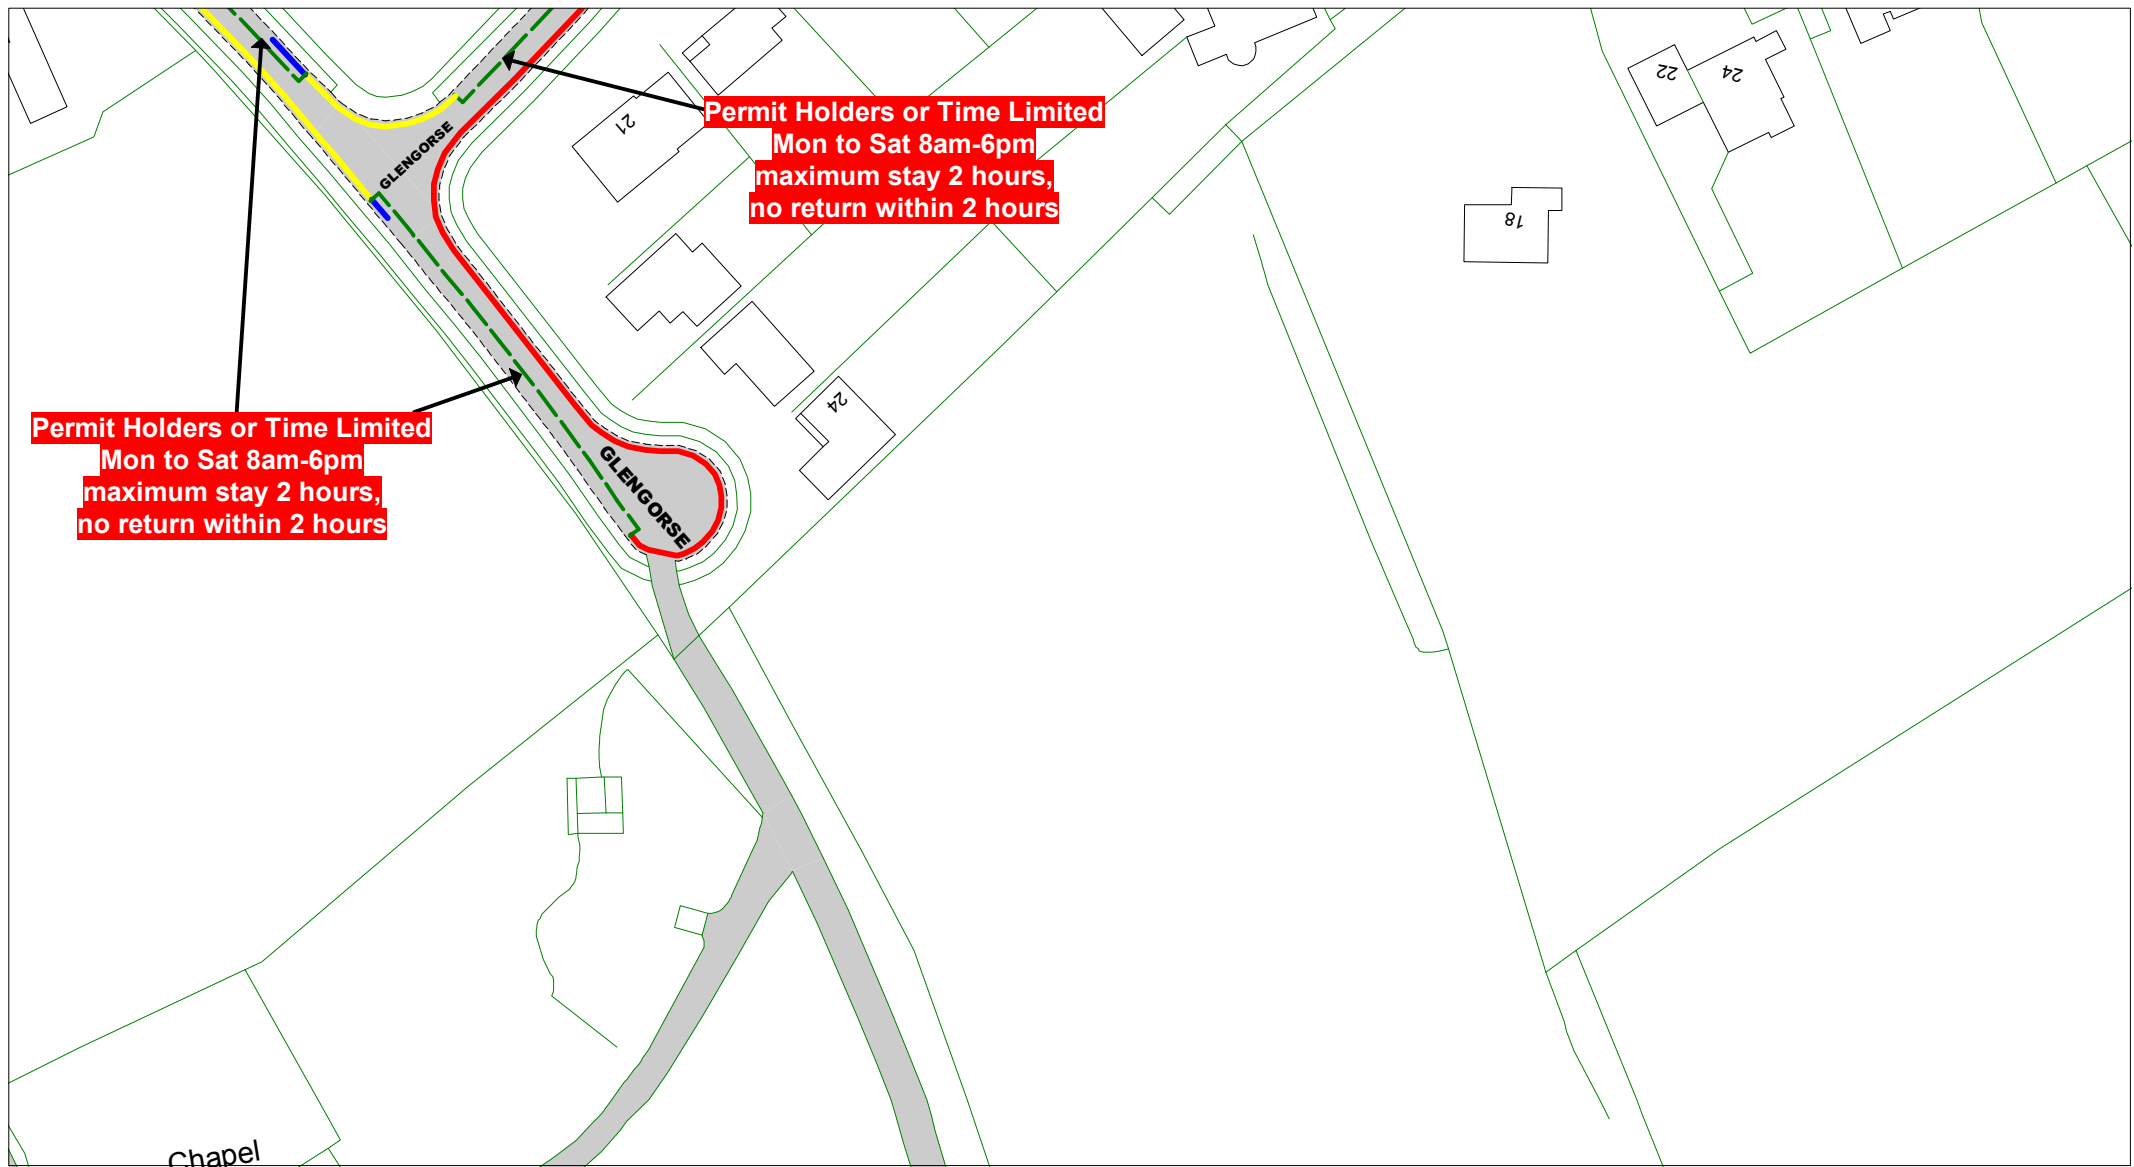 22
24
21
Permit Holders or Time Limited
Mon to Sat 8am-6pm
maximum stay 2 hours,
no return within 2 hours
GLENGORSE
18
24
Permit Holders or Time Limited
Mon to Sat 8am-6pm
maximum stay 2 hours,
no return within 2 hours
GLENGORSE
Chapel